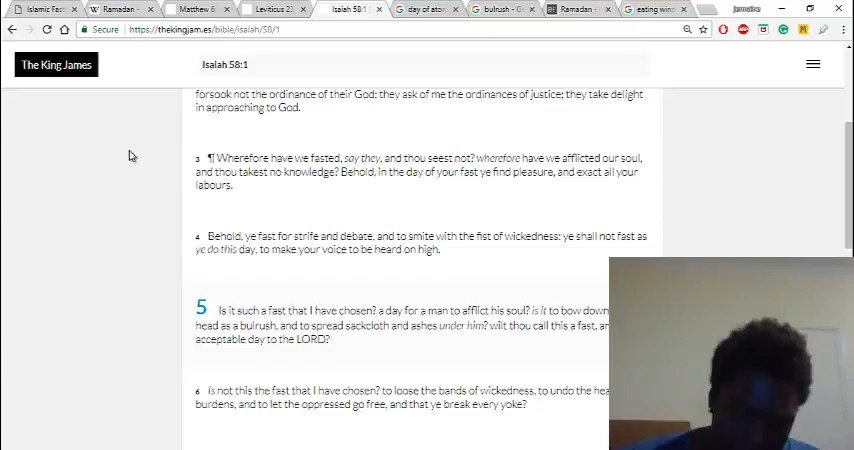 Islamic Fast
Ramadan -
Matthew 6:
Leviticus 23
Isaiah 58:1
day of ator
bulrush - G
Ramadan -
eating wind
jermaine
Secure
https://thekingjam.es/bible/isaiah/58/1
The King James
Isaiah 58:1
forsook not the ordinance of their God: they ask of me the ordinances of justice; they take delight
in approaching to God.
3 ¶ Wherefore have we fasted, say they, and thou seest not? wherefore have we afflicted our soul,
and thou takest no knowledge? Behold, in the day of your fast ye find pleasure, and exact all your
labours.
4 Behold, ye fast for strife and debate, and to smite with the fist of wickedness: ye shall not fast as
ye do this day, to make your voice to be heard on high.
5 Is it such a fast that I have chosen? a day for a man to afflict his soul? is it to bow down
head as a bulrush, and to spread sackcloth and ashes under him? wilt thou call this a fast, an
acceptable day to the LORD?
6 Is not this the fast that I have chosen? to loose the bands of wickedness, to undo the hea
burdens, and to let the oppressed go free, and that ye break every yoke?